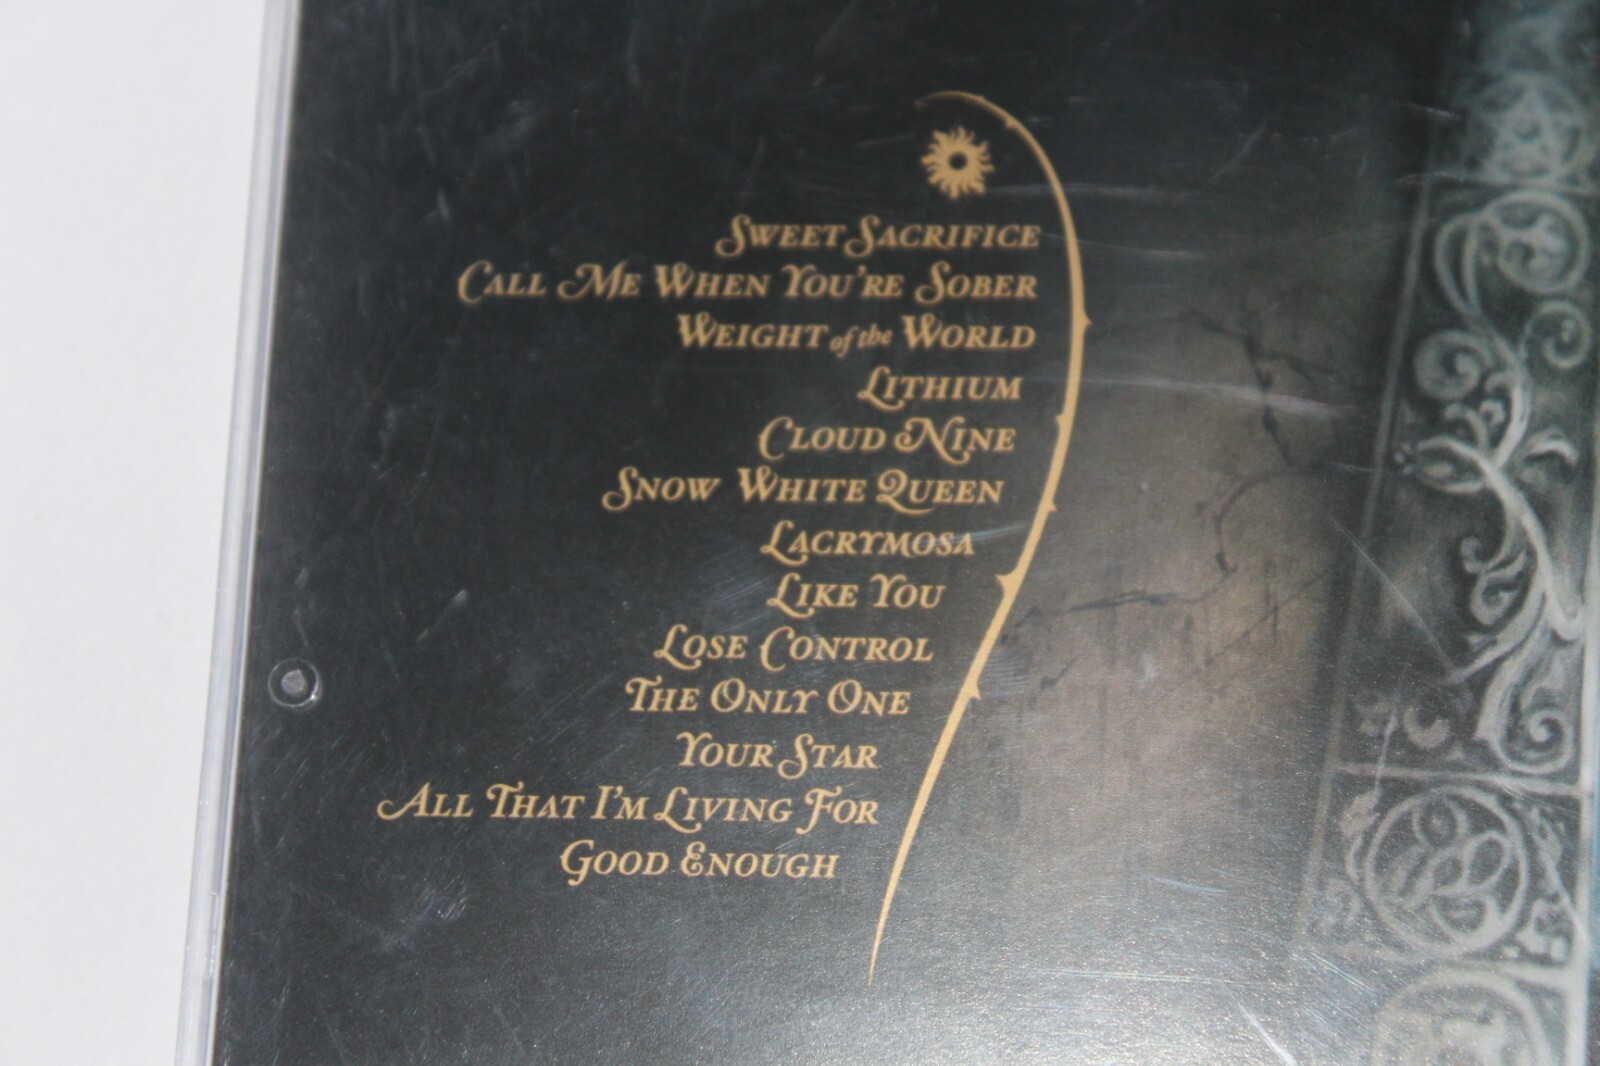 Sweet Sacrifice
Call Me When You're Sober
Weight of the World
Lithium
Cloud Nine
Snow White Queen
Lacrymosa
Like You
Lose Control
The Only One
Your Star
All That I'm Living For
Good Enough